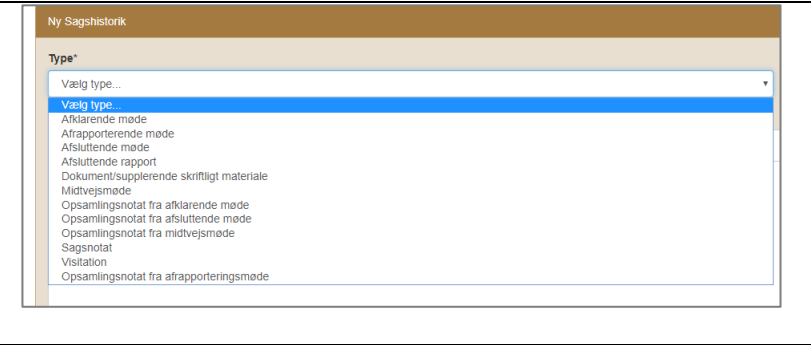 Ny Sagshistorik
Type*
Vælg type...
Vælg type...
Afklarende møde
Afrapporterende møde
Afsluttende møde
Afsluttende rapport
Dokument/supplerende skriftligt materiale
Midtvejsmøde
Opsamlingsnotat fra afklarende møde
Opsamlingsnotat fra afsluttende møde
Opsamlingsnotat fra midtvejsmøde
Sagsnotat
Visitation
Opsamlingsnotat fra afrapporteringsmøde